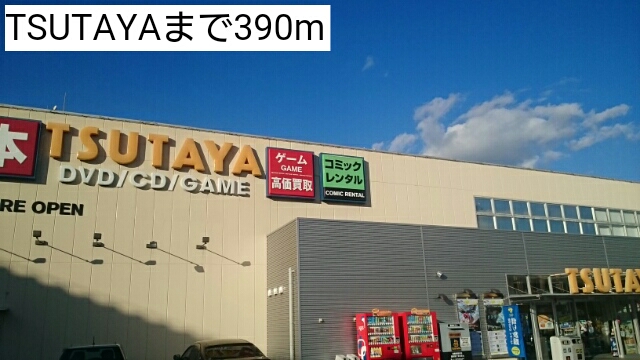 TSUTAYAまで390m
本
TSUTAYA
DVD/CD/GAME
RE OPEN
ゲーム
GAME
高価買取
コミック
レンタル
COMIC RENTAL
TSUTAYA